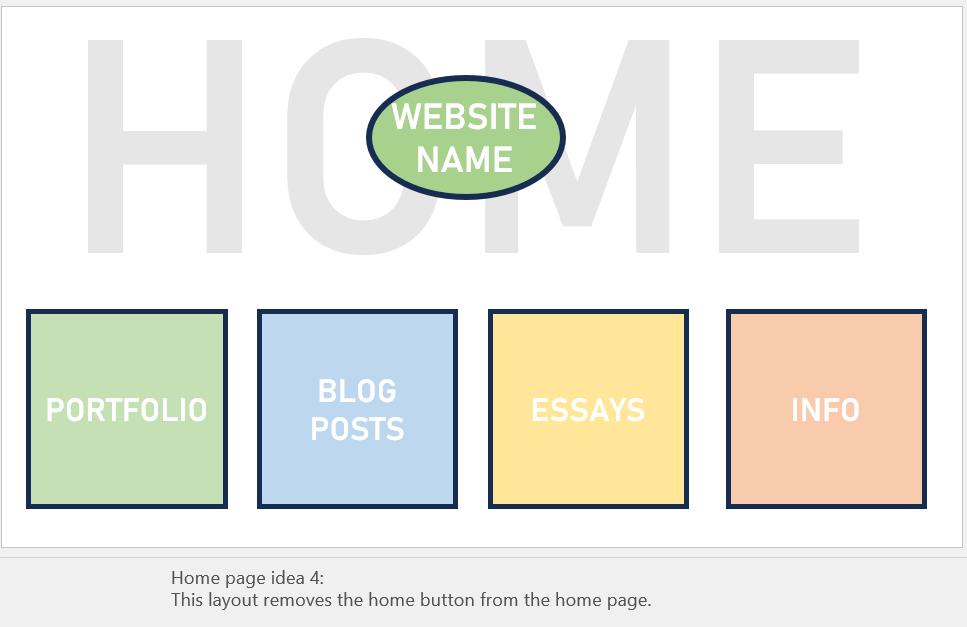 HOME
WEBSITE
NAME
PORTFOLIO
BLOG
POSTS
ESSAYS
INFO
Home page idea 4:
This layout removes the home button from the home page.